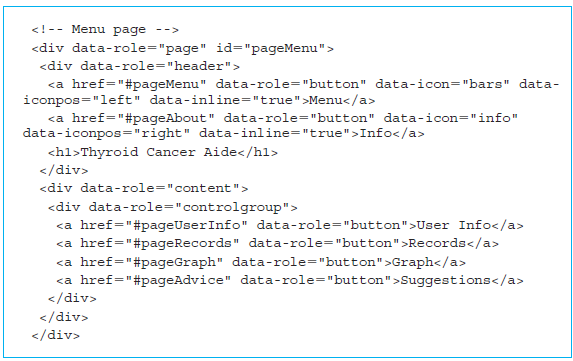 <!-- Menu page -->
<div data-role="page" id="pageMenu">
<div data-role="header">
<a href="#pageMenu" data-role="button" data-icon="bars" data-
iconpos="left" data-inline="true">Menu</a>
<a href="#pageAbout" data-role="button" data-icon="info"
data-iconpos="right" data-inline="true">Info</a>
<h1>Thyroid Cancer Aide</h1>
</div>
<div data-role="content">
<div data-role="controlgroup">
<a href="#pageUserInfo" data-role="button">User Info</a>
<a href="#pageRecords" data-role="button">Records</a>
<a href="#pageGraph" data-role="button">Graph</a>
<a href="#pageAdvice" data-role="button">Suggestions</a>
</div>
</div>
</div>